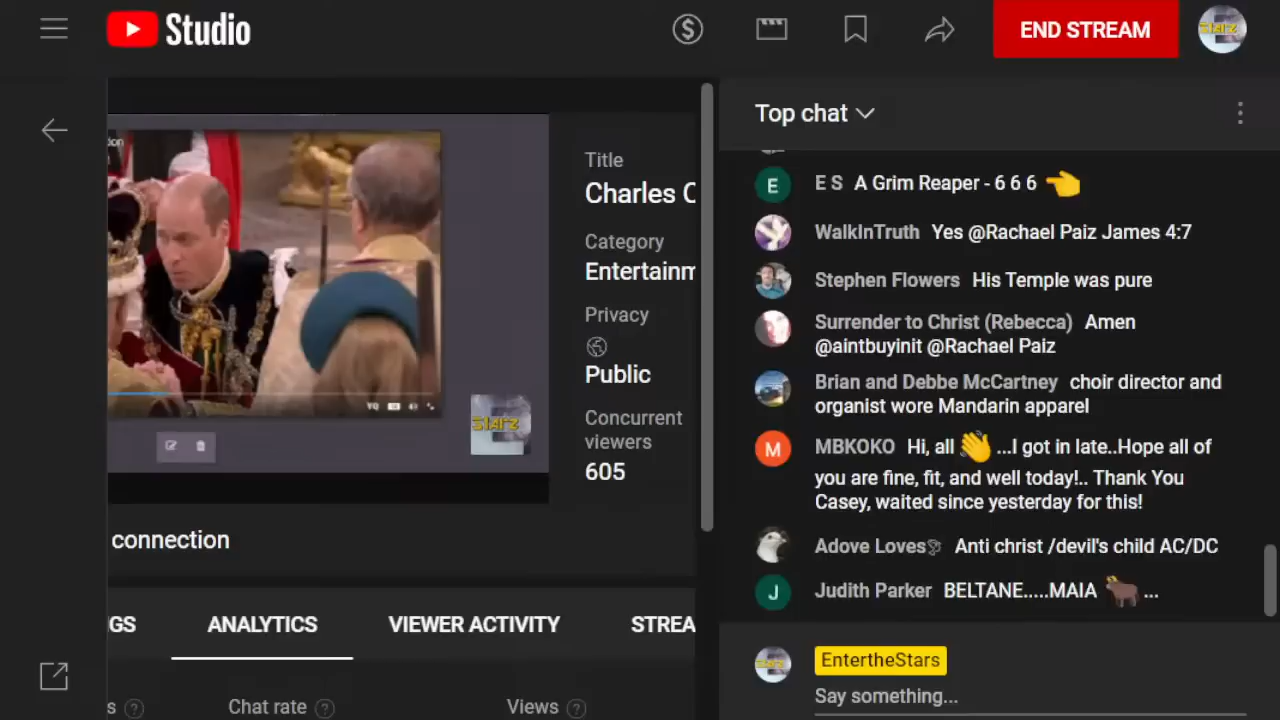 Studio
END STREAM
Title
Charles C
Category
Entertainm
Privacy
Public
Concurrent
viewers
605
connection
GS
ANALYTICS
VIEWER ACTIVITY
STREA
s
Chat rate
Views
Top chat
E S A Grim Reaper - 6 6 6 👈
WalkInTruth Yes @Rachael Paiz James 4:7
Stephen Flowers His Temple was pure
Surrender to Christ (Rebecca) Amen
@aintbuyinit @Rachael Paiz
Brian and Debbe McCartney choir director and
organist wore Mandarin apparel
MBKOKO Hi, all 👋 ...I got in late..Hope all of
you are fine, fit, and well today!.. Thank You
Casey, waited since yesterday for this!
Adove Loves🕊 Anti christ /devil's child AC/DC
Judith Parker BELTANE.....MAIA 🐂 ...
EntertheStars
Say something...